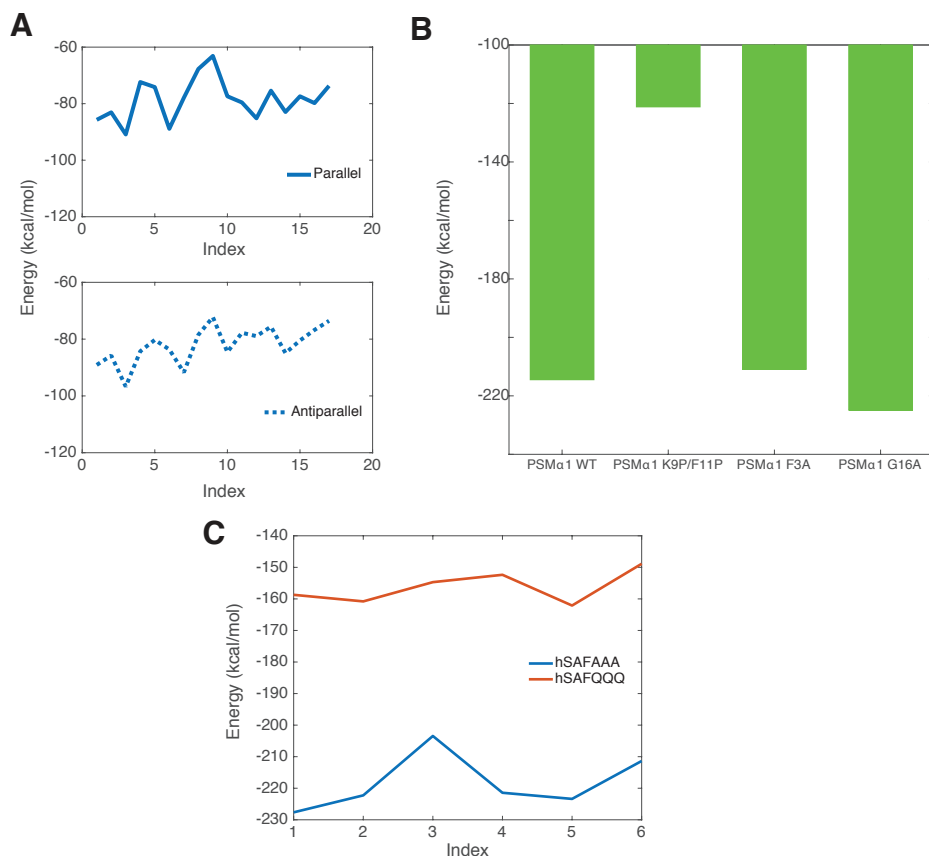 A
-60
-80
-100
-120
0
5
10
15
20
Index
Parallel
Energy (kcal/mol)
-60
-80
-100
-120
0
5
10
15
20
Index
Antiparallel
B
-100
-140
-180
-220
Energy (kcal/mol)
PSMα1 WT
PSMα1 K9P/F11P
PSMα1 F3A
PSMα1 G16A
C
-140
-150
-160
-170
-180
-190
-200
-210
-220
-230
Energy (kcal/mol)
hSAFAAA
hSAFQQQ
1
2
3
4
5
6
Index